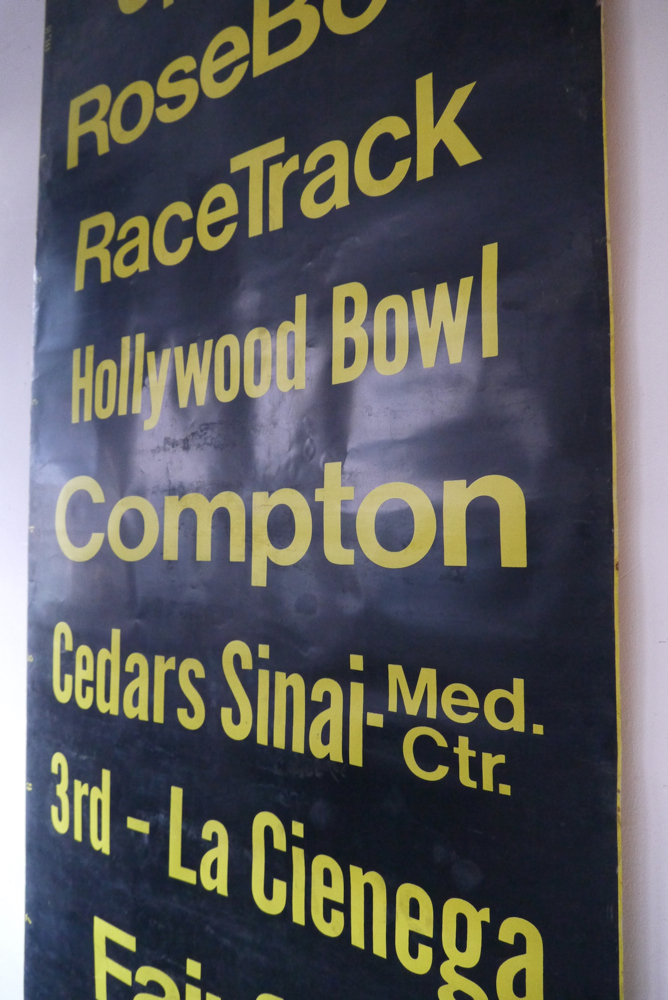 RoseBo
RaceTrack
Hollywood Bowl
Compton
Cedars Sinai-Med. Ctr.
3rd - La Cienega